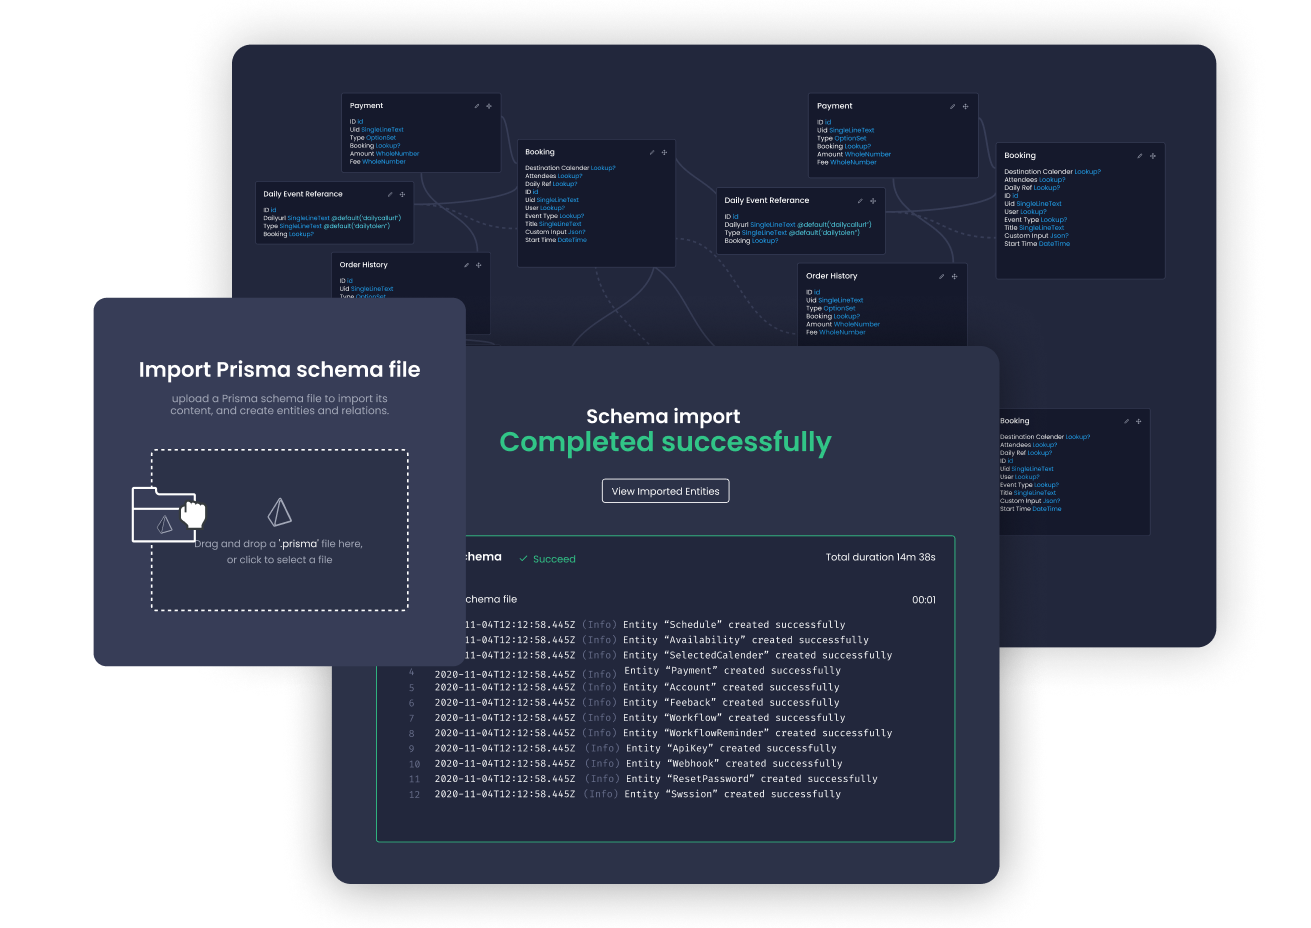 Payment
ID id
Uid SingleLineText
Type OptionSet
Booking Lookup?
Amount WholeNumber
Fee WholeNumber
Booking
Destination Calender Lookup?
Attendees Lookup?
Daily Ref Lookup?
ID id
Uid SingleLineText
User Lookup?
Event Type Lookup?
Title SingleLineText
Custom Input Json?
Start Time DateTime
Daily Event Referance
ID id
Dailyurl SingleLineText @default('dailycallurl')
Type SingleLineText @default('dailytolen')
Booking Lookup?
Order History
ID id
Uid SingleLineText
Type OptionSet
Payment
ID id
Uid SingleLineText
Type OptionSet
Booking Lookup?
Amount WholeNumber
Fee WholeNumber
Booking
Destination Calender Lookup?
Attendees Lookup?
Daily Ref Lookup?
ID id
Uid SingleLineText
User Lookup?
Event Type Lookup?
Title SingleLineText
Custom Input Json?
Start Time DateTime
Daily Event Referance
ID id
Dailyurl SingleLineText @default("dailycallurl")
Type SingleLineText @default("dailytolen")
Booking Lookup?
Order History
ID id
Uid SingleLineText
Type OptionSet
Booking Lookup?
Amount WholeNumber
Fee WholeNumber
Booking
Destination Calender Lookup?
Attendees Lookup?
Daily Ref Lookup?
ID id
Uid SingleLineText
User Lookup?
Event Type Lookup?
Title SingleLineText
Custom Input Json?
Start Time DateTime
Import Prisma schema file
upload a Prisma schema file to import its
content, and create entities and relations.
Drag and drop a '.prisma' file here,
or click to select a file
Schema import
Completed successfully
View Imported Entities
hema Succeed Total duration 14m 38s
chema file 00:01
11-04T12:12:58.445Z (Info) Entity “Schedule” created successfully
11-04T12:12:58.445Z (Info) Entity “Availability” created successfully
11-04T12:12:58.445Z (Info) Entity “SelectedCalender” created successfully
4 2020-11-04T12:12:58.445Z (Info) Entity “Payment” created successfully
5 2020-11-04T12:12:58.445Z (Info) Entity “Account” created successfully
6 2020-11-04T12:12:58.445Z (Info) Entity “Feeback” created successfully
7 2020-11-04T12:12:58.445Z (Info) Entity “Workflow” created successfully
8 2020-11-04T12:12:58.445Z (Info) Entity “WorkflowReminder” created successfully
9 2020-11-04T12:12:58.445Z (Info) Entity “ApiKey” created successfully
10 2020-11-04T12:12:58.445Z (Info) Entity “Webhook” created successfully
11 2020-11-04T12:12:58.445Z (Info) Entity “ResetPassword” created successfully
12 2020-11-04T12:12:58.445Z (Info) Entity “Swssion” created successfully